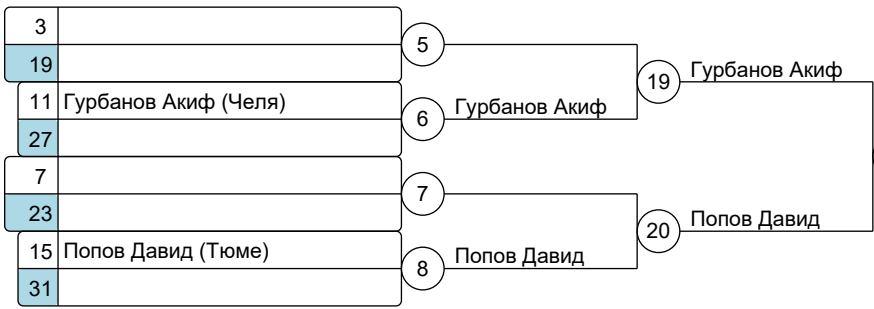 3
5
19
19 Гурбанов Акиф
11 Гурбанов Акиф (Челя)
6 Гурбанов Акиф
27
7
7
23
20 Попов Давид
15 Попов Давид (Тюме)
8 Попов Давид
31